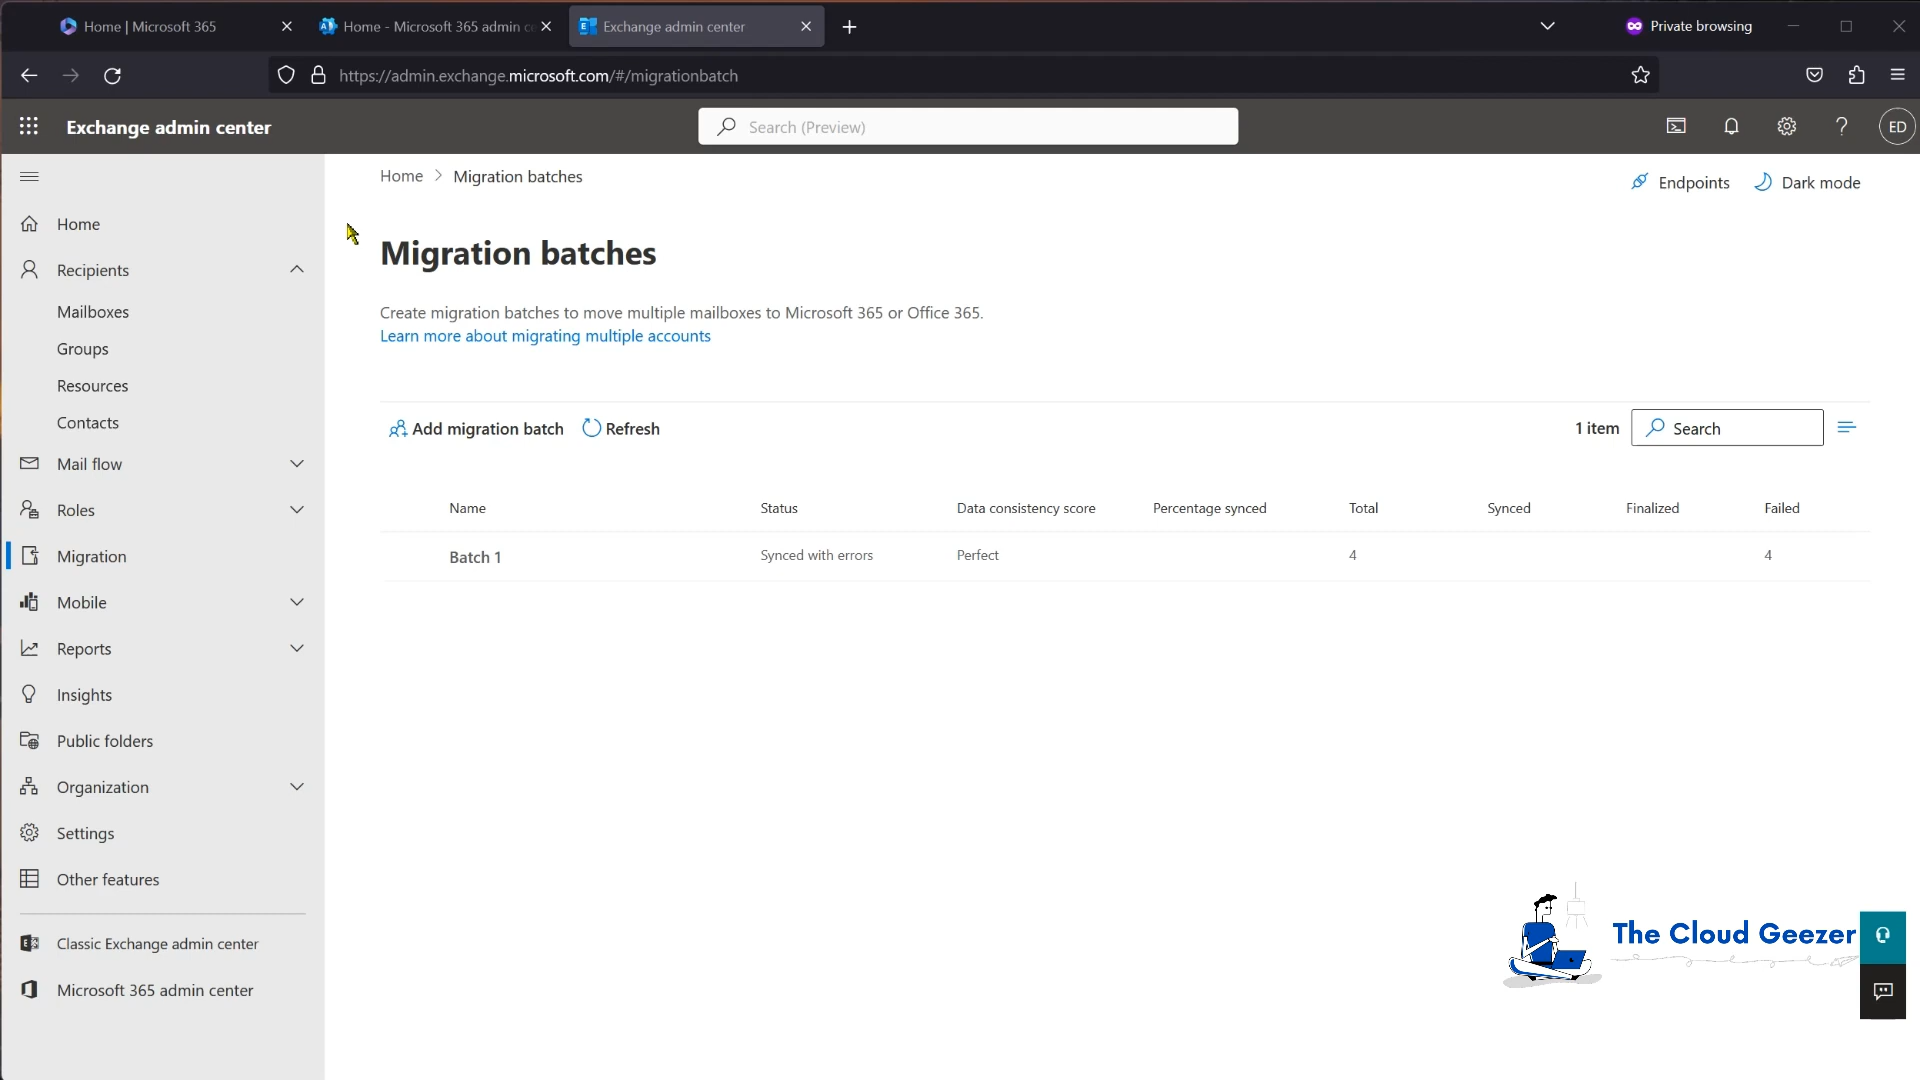 Home | Microsoft 365
Home - Microsoft 365 admin ce
Exchange admin center
Private browsing
https://admin.exchange.microsoft.com/#/migrationbatch
Exchange admin center
Search (Preview)
ED
Home
Recipients
Mailboxes
Groups
Resources
Contacts
Mail flow
Roles
Migration
Mobile
Reports
Insights
Public folders
Organization
Settings
Other features
Classic Exchange admin center
Microsoft 365 admin center
Home > Migration batches
Endpoints
Dark mode
Migration batches
Create migration batches to move multiple mailboxes to Microsoft 365 or Office 365.
Learn more about migrating multiple accounts
Add migration batch
Refresh
1 item
Search
Name Status Data consistency score Percentage synced Total Synced Finalized Failed
Batch 1 Synced with errors Perfect 4 4
The Cloud Geezer